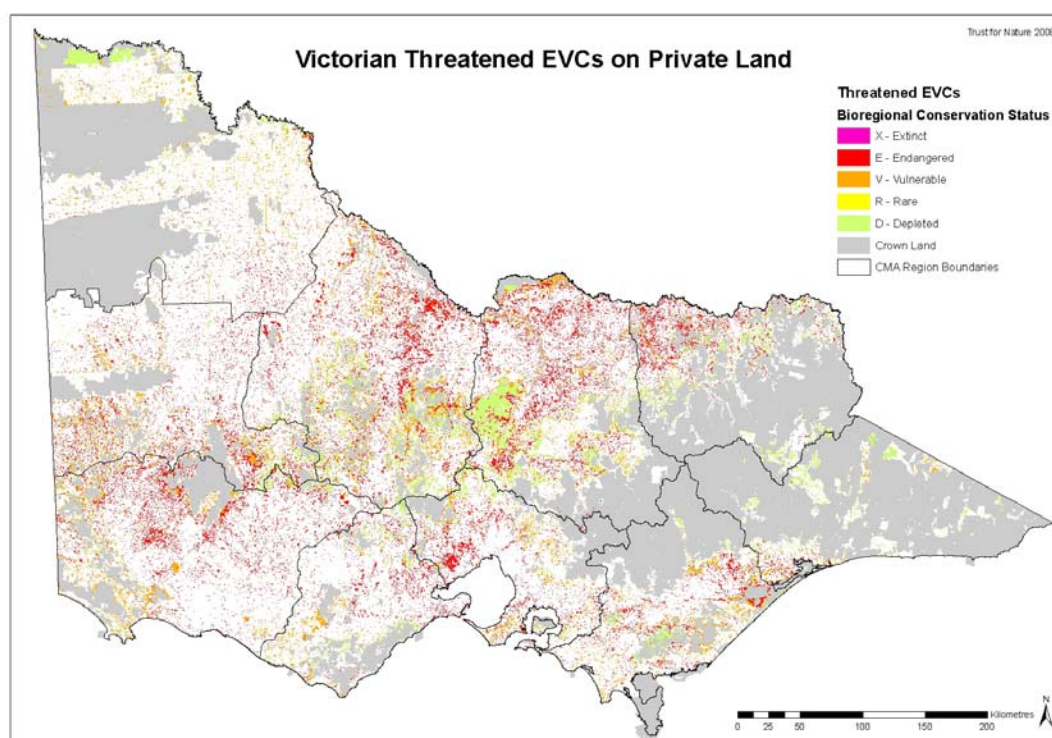 Trust for Nature 2008
Victorian Threatened EVCs on Private Land
Threatened EVCs
Bioregional Conservation Status
X - Extinct
E - Endangered
V - Vulnerable
R - Rare
D - Depleted
Crown Land
CMA Region Boundaries
N
Kilometres
0 25 50 100 150 200